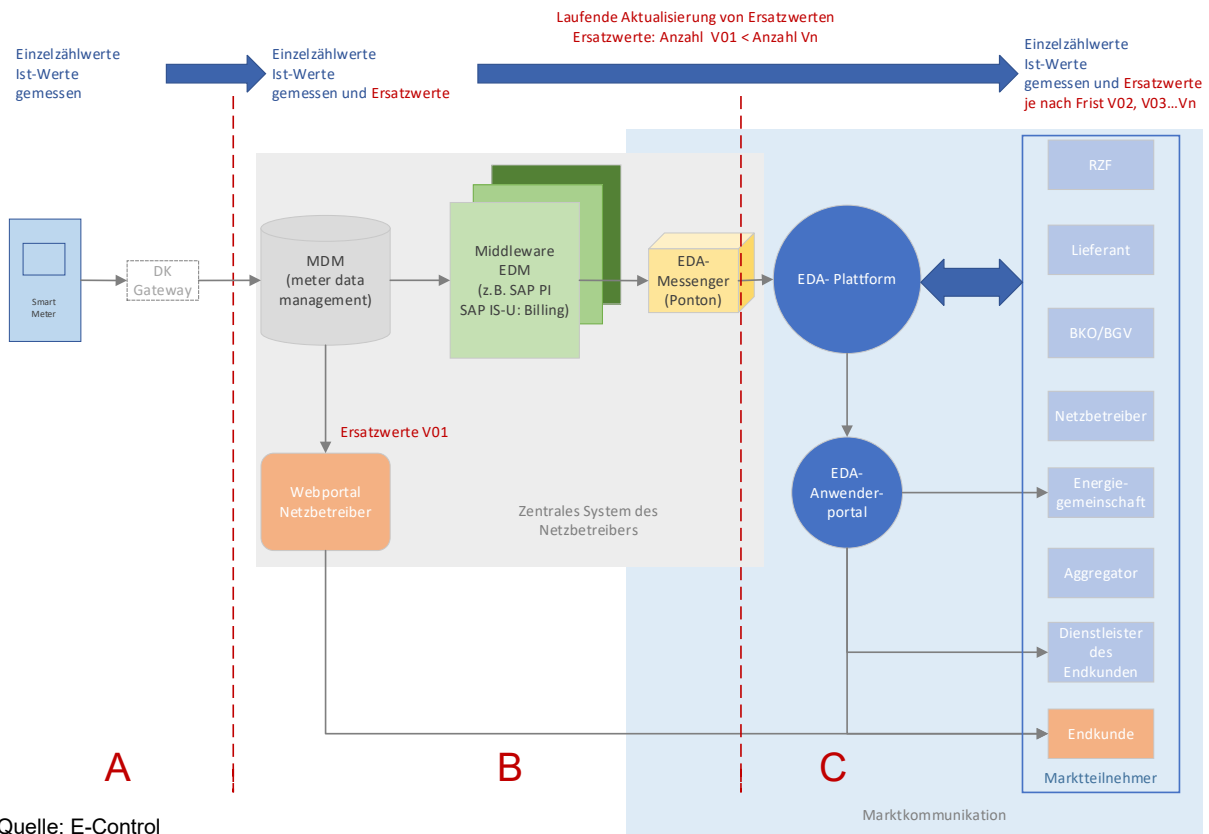 Laufende Aktualisierung von Ersatzwerten
Ersatzwerte: Anzahl V01 < Anzahl Vn
Einzelzählwerte
Ist-Werte
gemessen
Einzelzählwerte
Ist-Werte
gemessen und Ersatzwerte
Einzelzählwerte
Ist-Werte
gemessen und Ersatzwerte
je nach Frist V02, V03...Vn
Smart
Meter
DK
Gateway
MDM
(meter data
management)
Middleware
EDM
(z.B. SAP PI
SAP IS-U: Billing)
EDA-
Messenger
(Ponton)
EDA- Plattform
RZF
Lieferant
BKO/BGV
Netzbetreiber
Energie-
gemeinschaft
Aggregator
Dienstleister
des
Endkunden
Endkunde
Marktteilnehmer
Ersatzwerte V01
Webportal
Netzbetreiber
EDA-
Anwender-
portal
Zentrales System des
Netzbetreibers
A
B
C
Marktkommunikation
Quelle: E-Control